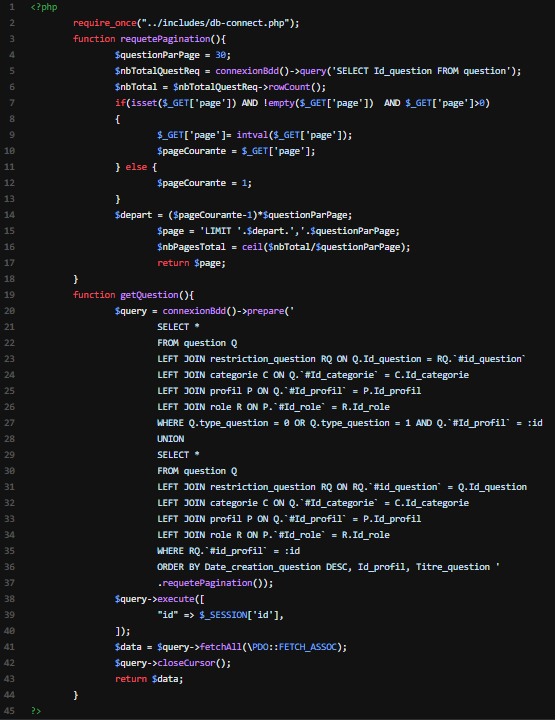 1 <?php
2 require_once("../includes/db-connect.php");
3 function requetePagination(){
4 $questionParPage = 30;
5 $nbTotalQuestReq = connexionBdd()->query('SELECT Id_question FROM question');
6 $nbTotal = $nbTotalQuestReq->rowCount();
7 if(isset($_GET['page']) AND !empty($_GET['page'])  AND $_GET['page']>0)
8 {
9 $_GET['page']= intval($_GET['page']);
10 $pageCourante = $_GET['page'];
11 } else {
12 $pageCourante = 1;
13 }
14 $depart = ($pageCourante-1)*$questionParPage;
15 $page = 'LIMIT '.$depart.','.$questionParPage;
16 $nbPagesTotal = ceil($nbTotal/$questionParPage);
17 return $page;
18 }
19 function getQuestion(){
20 $query = connexionBdd()->prepare('
21 SELECT *
22 FROM question Q
23 LEFT JOIN restriction_question RQ ON Q.Id_question = RQ.`#id_question`
24 LEFT JOIN categorie C ON Q.`#Id_categorie` = C.Id_categorie
25 LEFT JOIN profil P ON Q.`#Id_profil` = P.Id_profil
26 LEFT JOIN role R ON P.`#Id_role` = R.Id_role
27 WHERE Q.type_question = 0 OR Q.type_question = 1 AND Q.`#Id_profil` = :id
28 UNION
29 SELECT *
30 FROM question Q
31 LEFT JOIN restriction_question RQ ON RQ.`#id_question` = Q.Id_question
32 LEFT JOIN categorie C ON Q.`#Id_categorie` = C.Id_categorie
33 LEFT JOIN profil P ON Q.`#Id_profil` = P.Id_profil
34 LEFT JOIN role R ON P.`#Id_role` = R.Id_role
35 WHERE RQ.`#id_profil` = :id
36 ORDER BY Date_creation_question DESC, Id_profil, Titre_question '
37 .requetePagination());
38 $query->execute([
39 "id" => $_SESSION['id'],
40 ]);
41 $data = $query->fetchAll(\PDO::FETCH_ASSOC);
42 $query->closeCursor();
43 return $data;
44 }
45 ?>